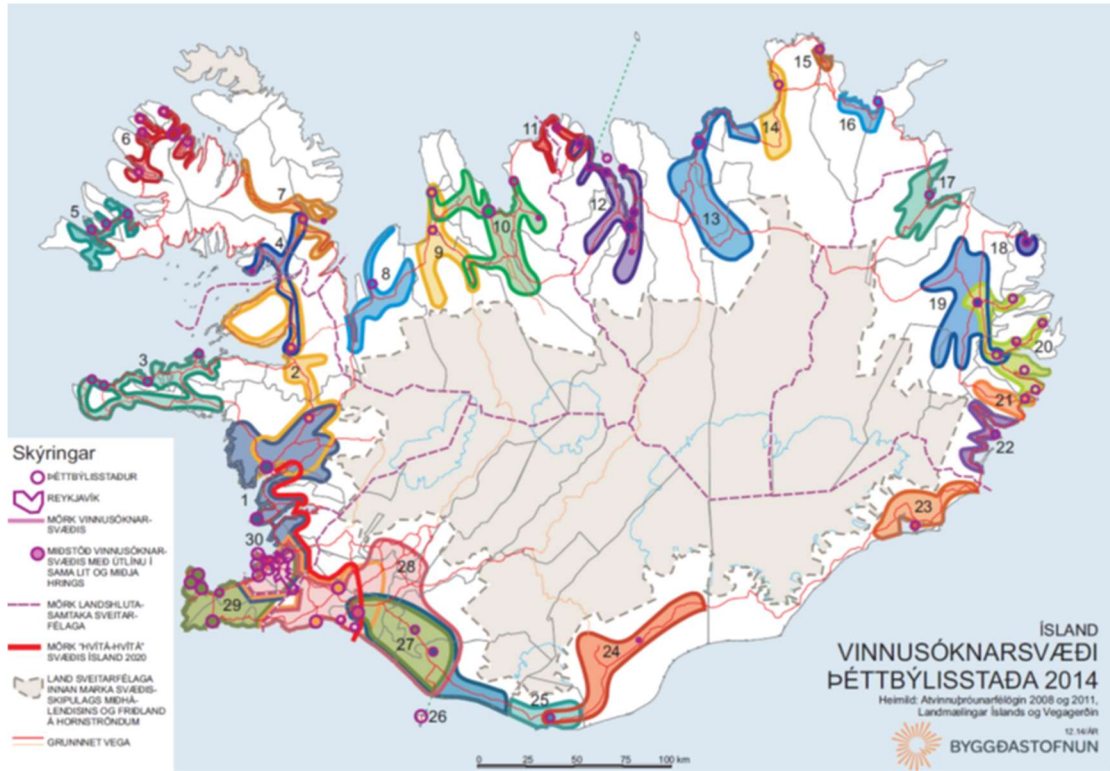 15
14
16
11
6
12
17
7
5
13
10
4
9
18
8
19
20
3
2
21
22
1
23
30
28
29
27
24
25
26
Skýringar
ÞÉTTBÝLISSTAÐUR
REYKJAVÍK
MÖRK VINNUSÓKNAR-
SVÆÐIS
MIÐSTÖÐ VINNUSÓKNAR-
SVÆÐIS MEÐ ÚTLÍNU Í
SAMA LIT OG MIÐJA
HRINGS
MÖRK LANDSHLUTA-
SAMTAKA SVEITAR-
FÉLAGA
MÖRK "HVÍTÁ-HVÍTÁ"
SVÆÐIS ÍSLAND 2020
LAND SVEITARFÉLAGA
INNAN MARKA SVÆÐIS-
SKIPULAGS MIÐHÁ-
LENDISINS OG FRIÐLAND
Á HORNSTRÖNDUM
GRUNNNET VEGA
ÍSLAND
VINNUSÓKNARSVÆÐI
ÞÉTTBÝLISSTAÐA 2014
Heimild: Atvinnuþróunarfélögin 2008 og 2011,
Landmælingar Íslands og Vegagerðin
12.14/ÁR
BYGGÐASTOFNUN
0 25 50 75 100 km